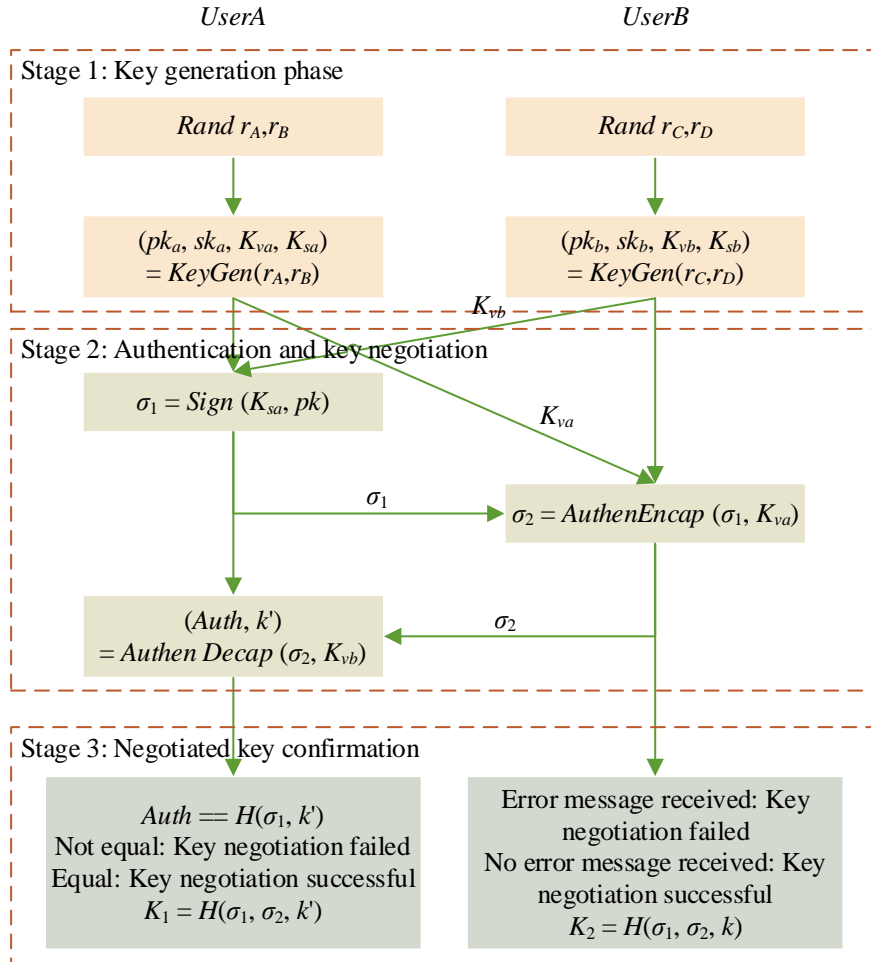 UserA
UserB
Stage 1: Key generation phase
Rand r_A,r_B
Rand r_C,r_D
(pk_a, sk_a, K_va, K_sa)
= KeyGen(r_A,r_B)
(pk_b, sk_b, K_vb, K_sb)
= KeyGen(r_C,r_D)
K_vb
Stage 2: Authentication and key negotiation
σ_1 = Sign (K_sa, pk)
K_va
σ_1
σ_2 = AuthenEncap (σ_1, K_va)
(Auth, k')
= Authen Decap (σ_2, K_vb)
σ_2
Stage 3: Negotiated key confirmation
Auth == H(σ_1, k')
Not equal: Key negotiation failed
Equal: Key negotiation successful
K_1 = H(σ_1, σ_2, k')
Error message received: Key
negotiation failed
No error message received: Key
negotiation successful
K_2 = H(σ_1, σ_2, k)